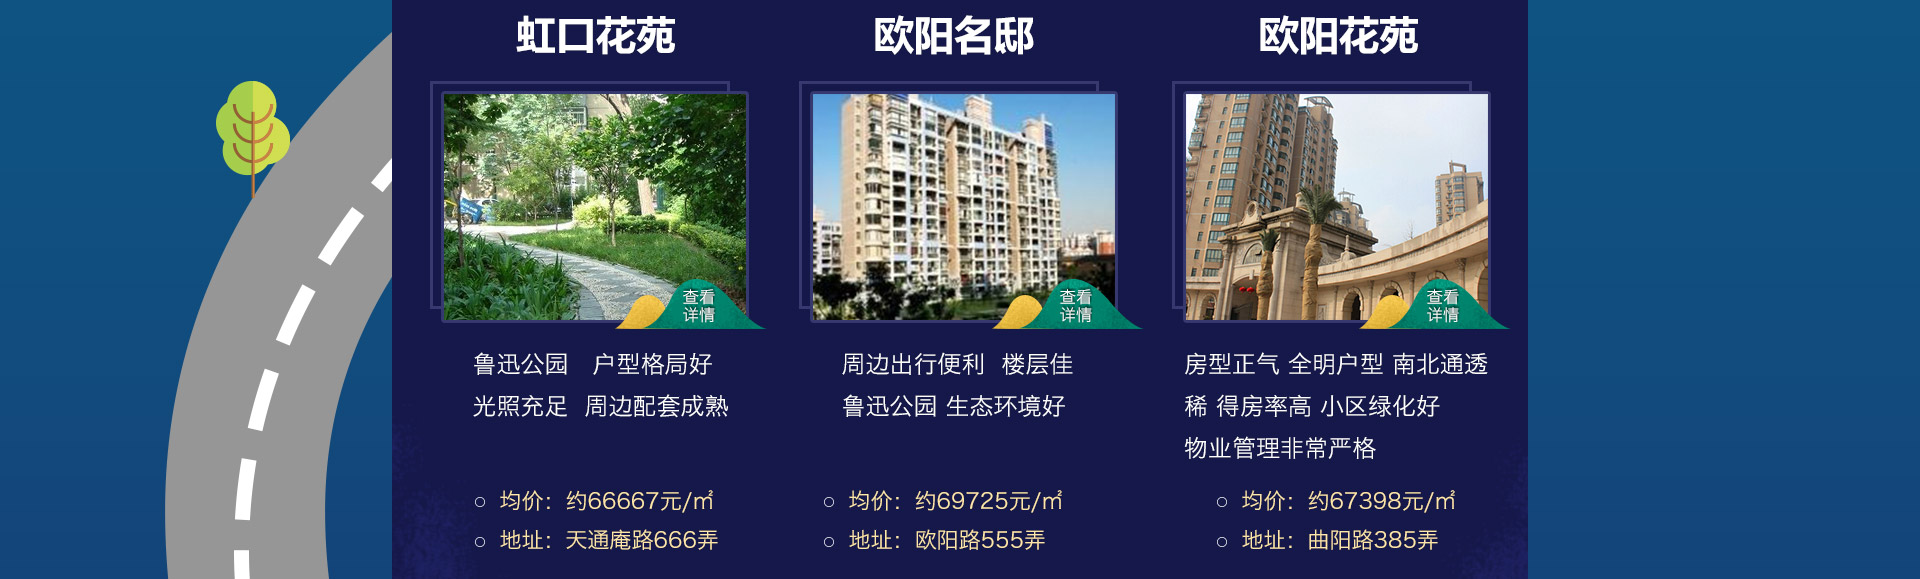 虹口花苑
查看
详情
鲁迅公园 户型格局好
光照充足 周边配套成熟
均价：约66667元/㎡
地址：天通庵路666弄
欧阳名邸
查看
详情
周边出行便利 楼层佳
鲁迅公园 生态环境好
均价：约69725元/㎡
地址：欧阳路555弄
欧阳花苑
查看
详情
房型正气 全明户型 南北通透
稀 得房率高 小区绿化好
物业管理非常严格
均价：约67398元/㎡
地址：曲阳路385弄